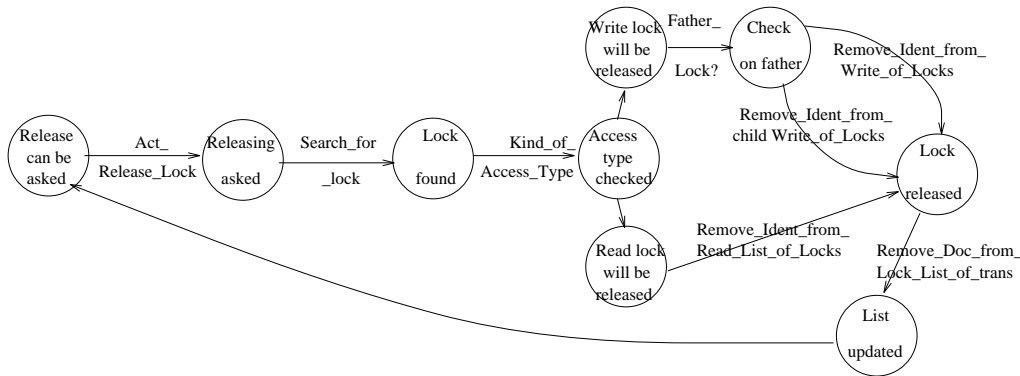 Release
can be
asked
Act_
Release_Lock
Releasing
asked
Search_for
_lock
Lock
found
Kind_of_
Access_Type
Access
type
checked
Write lock
will be
released
Father_
Lock?
Check
on father
Remove_Ident_from_
Write_of_Locks
Remove_Ident_from_
child Write_of_Locks
Read lock
will be
released
Remove_Ident_from_
Read_List_of_Locks
Lock
released
Remove_Doc_from_
Lock_List_of_trans
List
updated